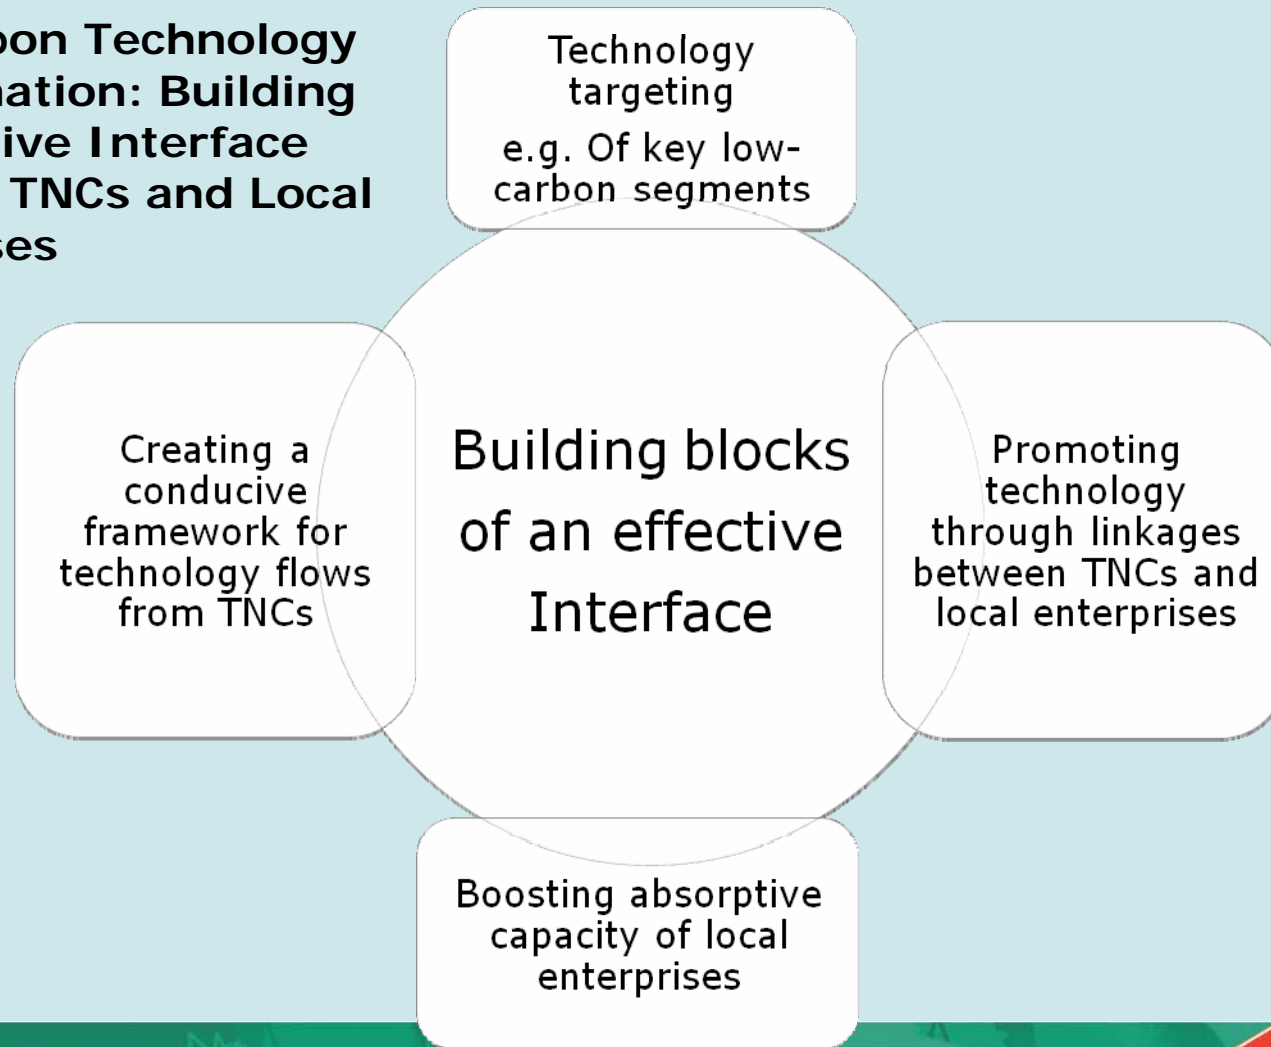 bon Technology
nation: Building
tive Interface
TNCs and Local
ses
Technology
targeting
e.g. Of key low-
carbon segments
Creating a
conducive
framework for
technology flows
from TNCs
Building blocks
of an effective
Interface
Promoting
technology
through linkages
between TNCs and
local enterprises
Boosting absorptive
capacity of local
enterprises